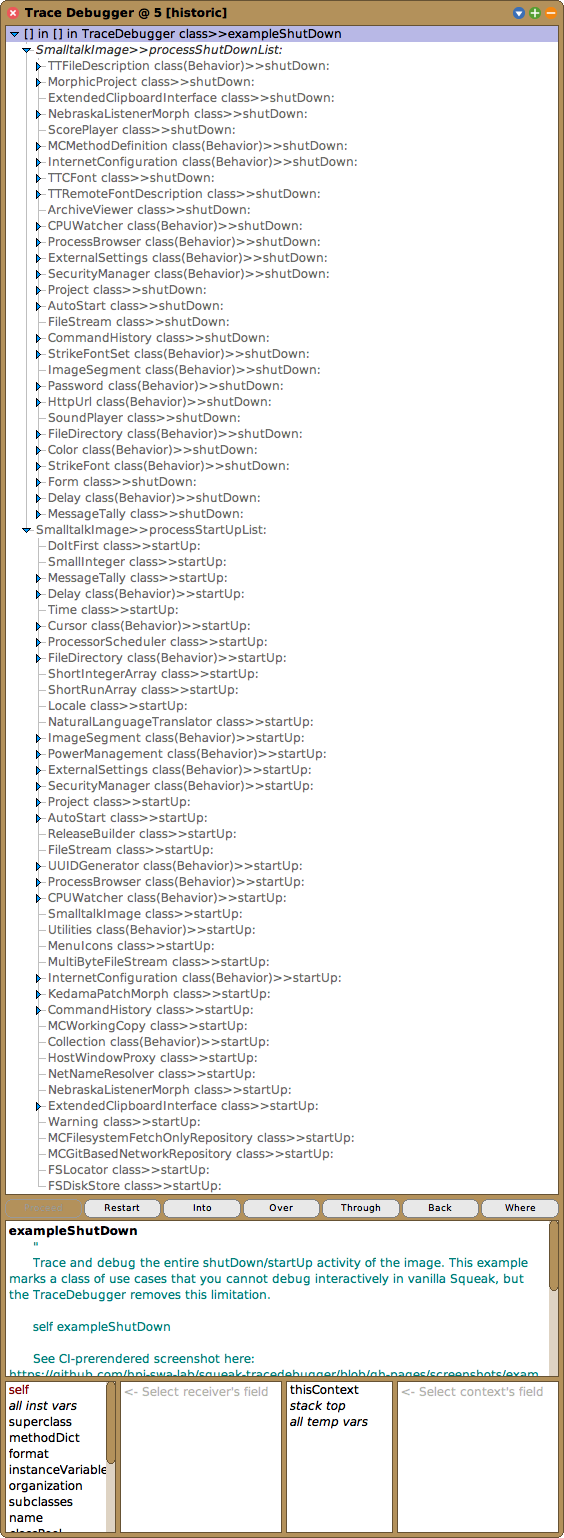 Trace Debugger @ 5 [historic]
[] in [] in TraceDebugger class>>exampleShutDown
SmalltalkImage>>processShutDownList:
TTFileDescription class(Behavior)>>shutDown:
MorphicProject class>>shutDown:
ExtendedClipboardInterface class>>shutDown:
NebraskaListenerMorph class>>shutDown:
ScorePlayer class>>shutDown:
MCMethodDefinition class(Behavior)>>shutDown:
InternetConfiguration class(Behavior)>>shutDown:
TTCFont class>>shutDown:
TTRemoteFontDescription class>>shutDown:
ArchiveViewer class>>shutDown:
CPUWatcher class(Behavior)>>shutDown:
ProcessBrowser class(Behavior)>>shutDown:
ExternalSettings class(Behavior)>>shutDown:
SecurityManager class(Behavior)>>shutDown:
Project class>>shutDown:
AutoStart class>>shutDown:
FileStream class>>shutDown:
CommandHistory class>>shutDown:
StrikeFontSet class(Behavior)>>shutDown:
ImageSegment class(Behavior)>>shutDown:
Password class(Behavior)>>shutDown:
HttpUrl class(Behavior)>>shutDown:
SoundPlayer class>>shutDown:
FileDirectory class(Behavior)>>shutDown:
Color class(Behavior)>>shutDown:
StrikeFont class(Behavior)>>shutDown:
Form class>>shutDown:
Delay class(Behavior)>>shutDown:
MessageTally class>>shutDown:
SmalltalkImage>>processStartUpList:
DoItFirst class>>startUp:
SmallInteger class>>startUp:
MessageTally class(Behavior)>>startUp:
Delay class(Behavior)>>startUp:
Time class>>startUp:
Cursor class(Behavior)>>startUp:
ProcessorScheduler class>>startUp:
FileDirectory class(Behavior)>>startUp:
ShortIntegerArray class>>startUp:
ShortRunArray class>>startUp:
Locale class>>startUp:
NaturalLanguageTranslator class>>startUp:
ImageSegment class(Behavior)>>startUp:
PowerManagement class(Behavior)>>startUp:
ExternalSettings class(Behavior)>>startUp:
SecurityManager class(Behavior)>>startUp:
Project class>>startUp:
AutoStart class>>startUp:
ReleaseBuilder class>>startUp:
FileStream class>>startUp:
UUIDGenerator class(Behavior)>>startUp:
ProcessBrowser class(Behavior)>>startUp:
CPUWatcher class(Behavior)>>startUp:
SmalltalkImage class>>startUp:
Utilities class(Behavior)>>startUp:
MenuIcons class>>startUp:
MultiByteFileStream class>>startUp:
InternetConfiguration class(Behavior)>>startUp:
KedamaPatchMorph class>>startUp:
CommandHistory class>>startUp:
MCWorkingCopy class>>startUp:
Collection class(Behavior)>>startUp:
HostWindowProxy class>>startUp:
NetNameResolver class>>startUp:
NebraskaListenerMorph class>>startUp:
ExtendedClipboardInterface class>>startUp:
Warning class>>startUp:
MCFilesystemFetchOnlyRepository class>>startUp:
MCGitBasedNetworkRepository class>>startUp:
FSLocator class>>startUp:
FSDiskStore class>>startUp:
Restart Into Over Through Back Where
exampleShutDown
"
Trace and debug the entire shutDown/startUp activity of the image. This example
marks a class of use cases that you cannot debug interactively in vanilla Squeak, but
the TraceDebugger removes this limitation.
self exampleShutDown
See CI-prerendered screenshot here:
https://github.com/hpi-swa-lab/squeak-tracedebugger/blob/gh-pages/screenshots/exam
self
all inst vars
superclass
methodDict
format
instanceVariable
organization
subclasses
name
classPool
<- Select receiver's field
thisContext
stack top
all temp vars
<- Select context's field